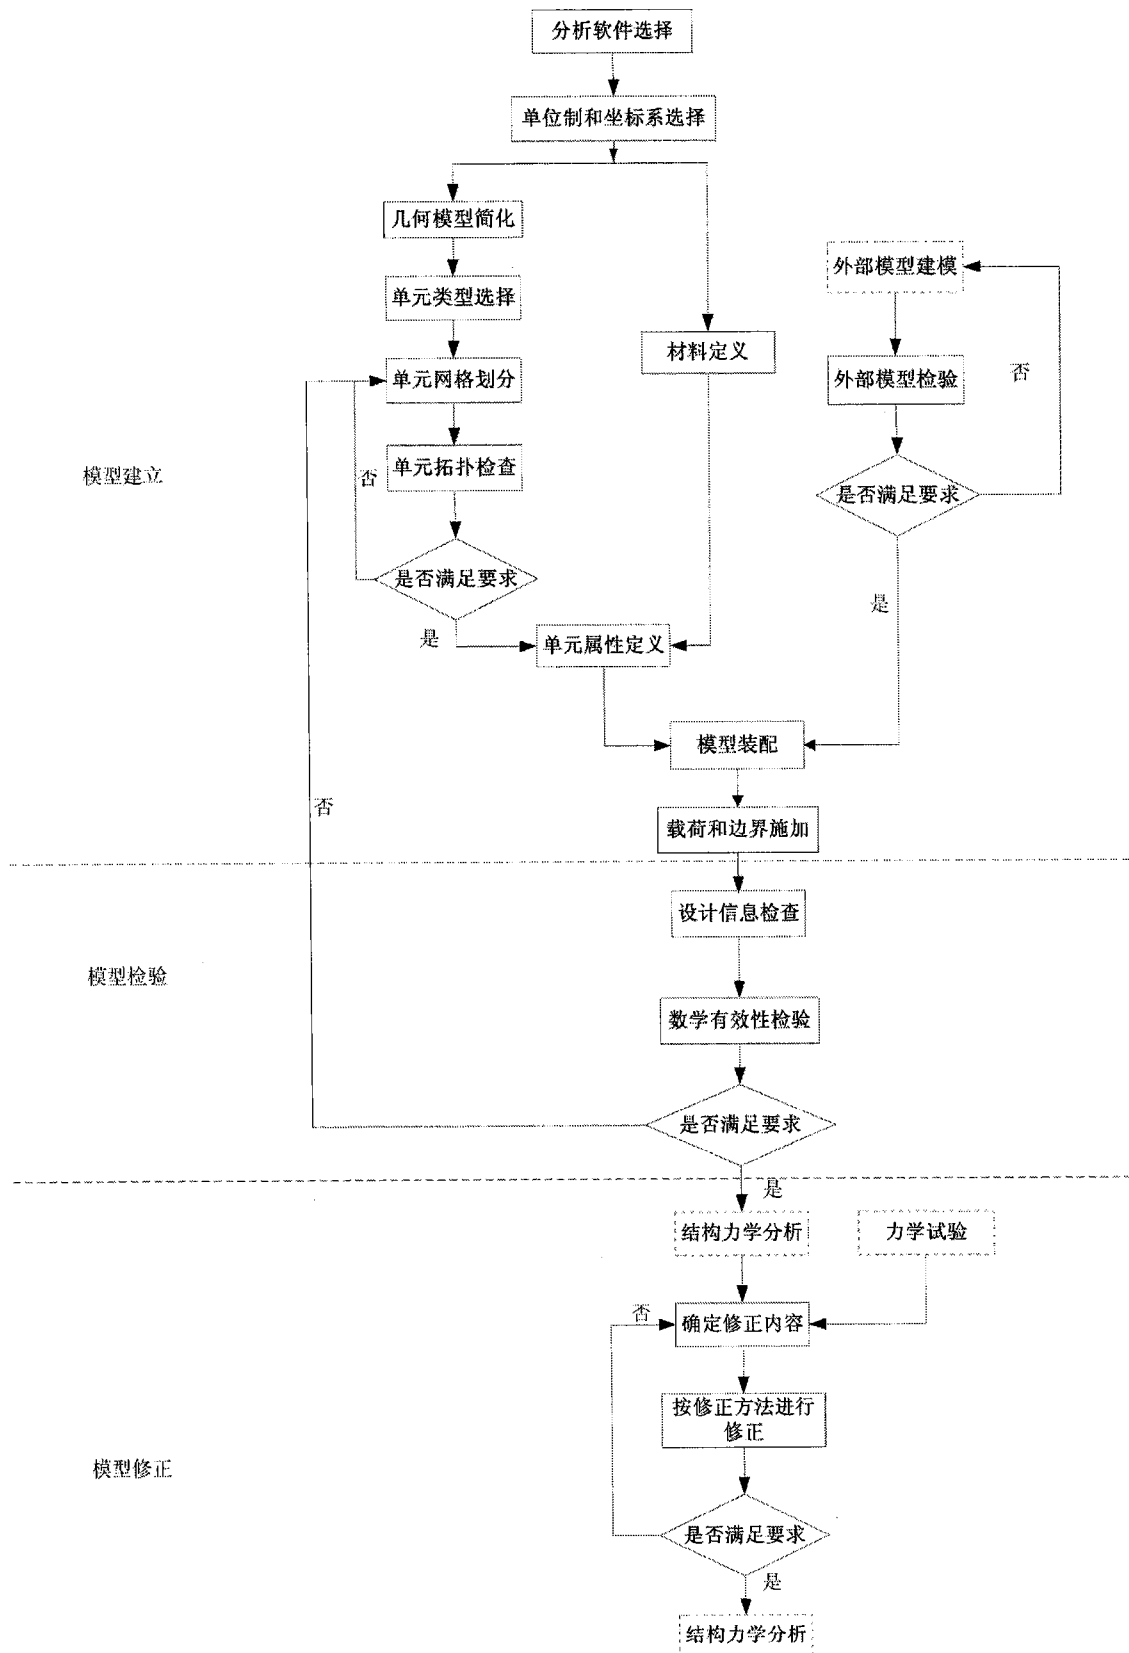 分析软件选择
单位制和坐标系选择
几何模型简化
外部模型建模
单元类型选择
材料定义
单元网格划分
外部模型检验
否
单元拓扑检查
否
模型建立
是否满足要求
是否满足要求
是
是
单元属性定义
模型装配
否
载荷和边界施加
设计信息检查
模型检验
数学有效性检验
是否满足要求
是
结构力学分析
力学试验
否
确定修正内容
按修正方法进行
修正
模型修正
是否满足要求
是
结构力学分析